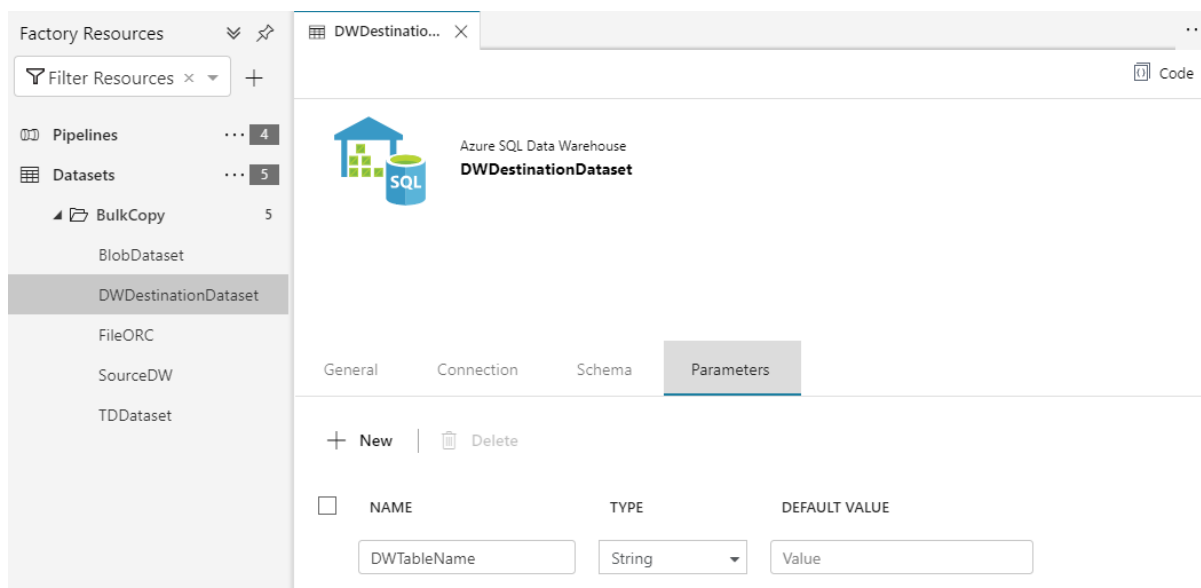 Factory Resources
DWDestinatio...
Filter Resources
Code
Pipelines ... 4
Datasets ... 5
BulkCopy 5
BlobDataset
DWDestinationDataset
FileORC
SourceDW
TDDataset
Azure SQL Data Warehouse
DWDestinationDataset
SQL
General Connection Schema Parameters
New Delete
NAME TYPE DEFAULT VALUE
DWTableName String Value